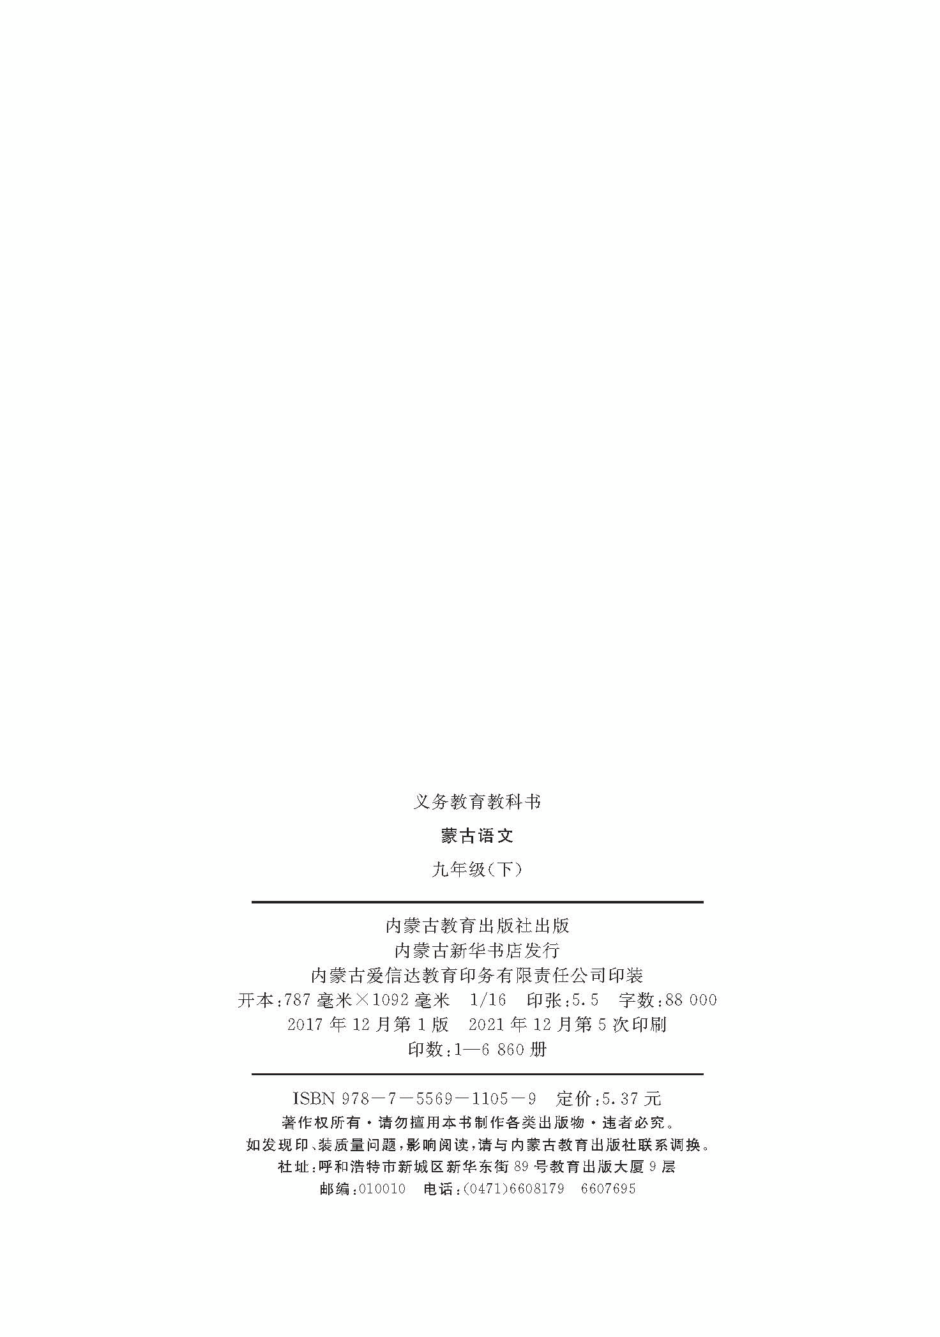 义务教育教科书
蒙古语文
九年级(下)
内蒙古教育出版社出版
内蒙古新华书店发行
内蒙古爱信达教育印务有限责任公司印装
开本:787 毫米×1092 毫米 1/16 印张:5.5 字数:88 000
2017 年 12 月第 1 版 2021 年 12 月第 5 次印刷
印数:1—6 860 册
ISBN 978-7-5569-1105-9 定价:5.37 元
著作权所有·请勿擅用本书制作各类出版物·违者必究。
如发现印、装质量问题,影响阅读,请与内蒙古教育出版社联系调换。
社址:呼和浩特市新城区新华东街 89 号教育出版大厦 9 层
邮编:010010 电话:(0471)6608179 6607695